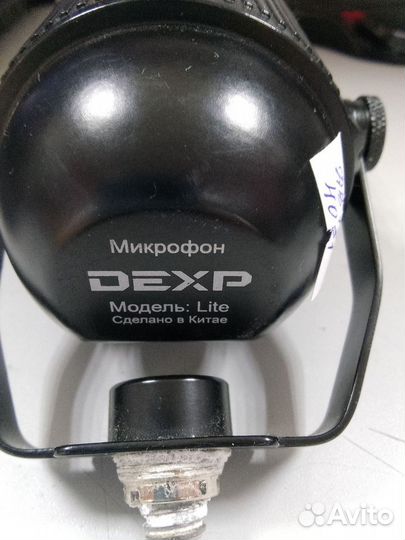 Микрофон
DEXP
Модель: Lite
Сделано в Китае
Avito